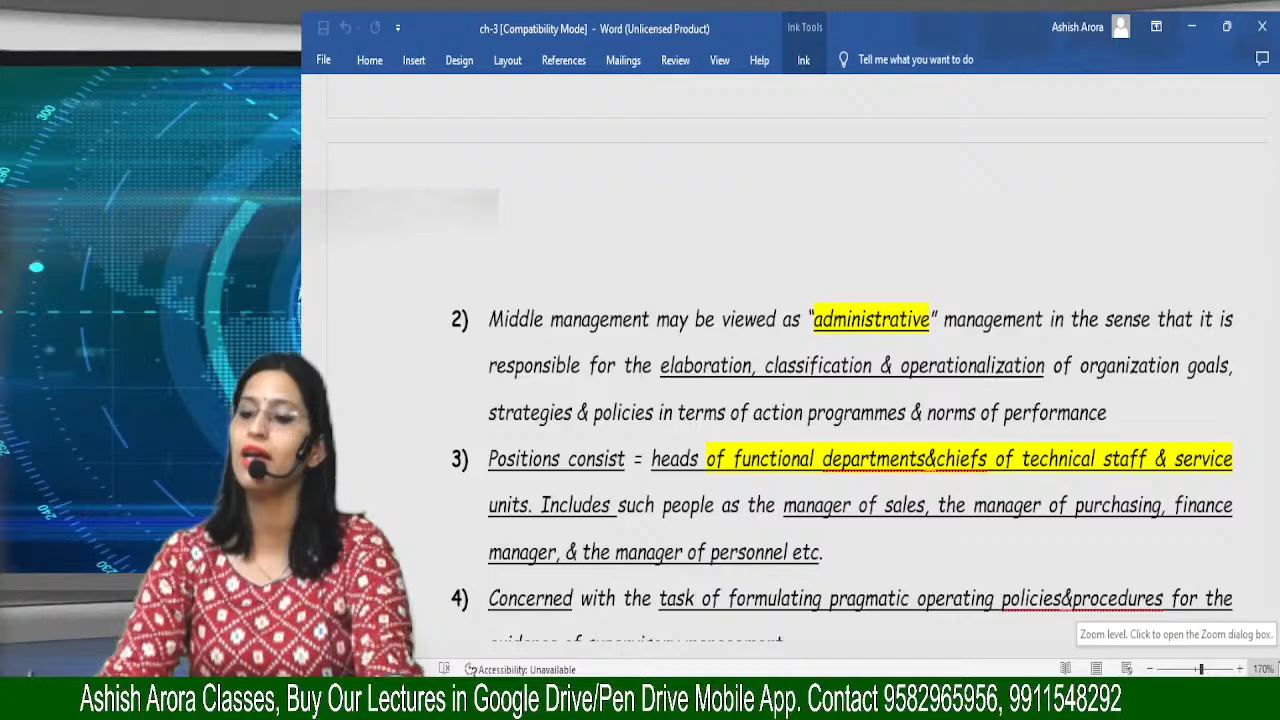 ch-3 [Compatibility Mode] - Word (Unlicensed Product)
Ink Tools
Ashish Arora
File Home Insert Design Layout References Mailings Review View Help Ink Tell me what you want to do
300
290
2) Middle management may be viewed as “administrative” management in the sense that it is
responsible for the elaboration, classification & operationalization of organization goals,
strategies & policies in terms of action programmes & norms of performance
3) Positions consist = heads of functional departments&chiefs of technical staff & service
units. Includes such people as the manager of sales, the manager of purchasing, finance
manager, & the manager of personnel etc.
4) Concerned with the task of formulating pragmatic operating policies&procedures for the
Zoom level. Click to open the Zoom dialog box.
240
230
Accessibility: Unavailable
170%
Ashish Arora Classes, Buy Our Lectures in Google Drive/Pen Drive Mobile App. Contact 9582965956, 9911548292